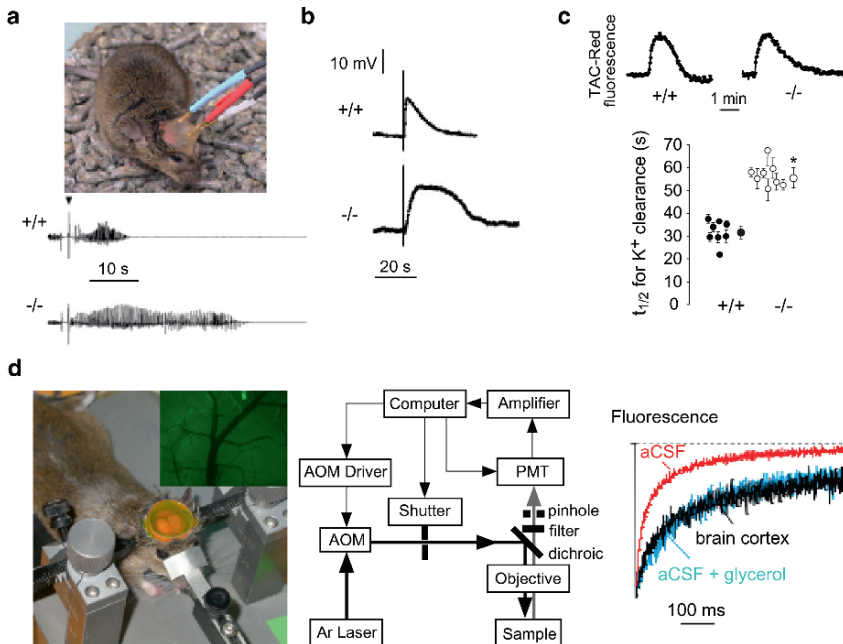 a
+/+
10 s
-/-
b
10 mV
+/+
-/-
20 s
c
TAC-Red
fluorescence
+/+
1 min
-/-
t1/2 for K+ clearance (s)
70
60
50
40
30
20
10
0
*
+/+
-/-
d
Computer
Amplifier
AOM Driver
PMT
Shutter
pinhole
filter
dichroic
AOM
Objective
Ar Laser
Sample
Fluorescence
aCSF
brain cortex
aCSF + glycerol
100 ms